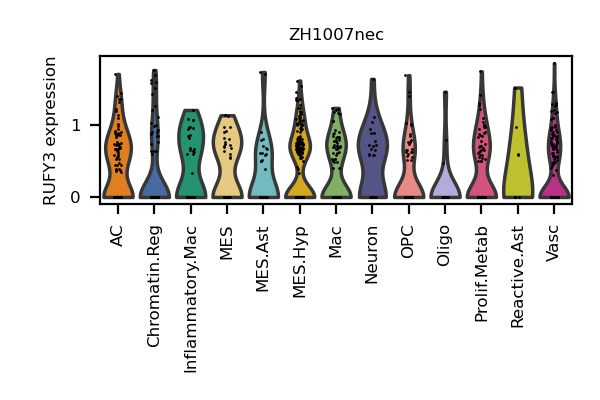 ZH1007nec
RUFY3 expression
1
0
AC
Chromatin.Reg
Inflammatory.Mac
MES
MES.Ast
MES.Hyp
Mac
Neuron
OPC
Oligo
Prolif.Metab
Reactive.Ast
Vasc